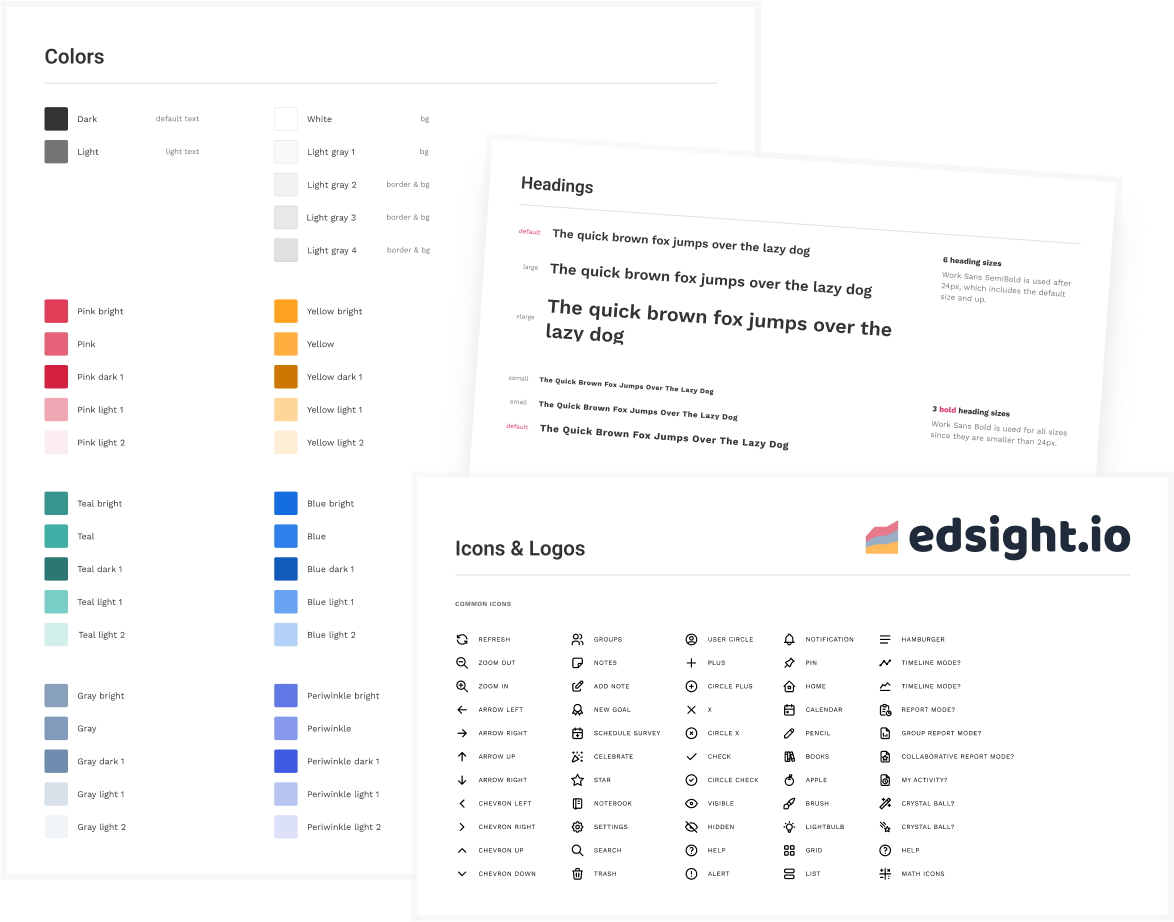 Colors
Dark default text
Light light text
White bg
Light gray 1 bg
Light gray 2 border & bg
Light gray 3 border & bg
Light gray 4 border & bg
Pink bright
Pink
Pink dark 1
Pink light 1
Pink light 2
Yellow bright
Yellow
Yellow dark 1
Yellow light 1
Yellow light 2
Teal bright
Teal
Teal dark 1
Teal light 1
Teal light 2
Blue bright
Blue
Blue dark 1
Blue light 1
Blue light 2
Gray bright
Gray
Gray dark 1
Gray light 1
Gray light 2
Periwinkle bright
Periwinkle
Periwinkle dark 1
Periwinkle light 1
Periwinkle light 2
Headings
default The quick brown fox jumps over the lazy dog
large The quick brown fox jumps over the lazy dog
xlarge The quick brown fox jumps over the
lazy dog
6 heading sizes
Work Sans SemiBold is used after
24px, which includes the default
size and up.
xsmall The Quick Brown Fox Jumps Over The Lazy Dog
small The Quick Brown Fox Jumps Over The Lazy Dog
default The Quick Brown Fox Jumps Over The Lazy Dog
3 bold heading sizes
Work Sans Bold is used for all sizes
since they are smaller than 24px.
Icons & Logos
edsight.io
COMMON ICONS
REFRESH
ZOOM OUT
ZOOM IN
ARROW LEFT
ARROW RIGHT
ARROW UP
ARROW RIGHT
CHEVRON LEFT
CHEVRON RIGHT
CHEVRON UP
CHEVRON DOWN
GROUPS
NOTES
ADD NOTE
NEW GOAL
SCHEDULE SURVEY
CELEBRATE
STAR
NOTEBOOK
SETTINGS
SEARCH
TRASH
USER CIRCLE
PLUS
CIRCLE PLUS
X
CIRCLE X
CHECK
CIRCLE CHECK
VISIBLE
HIDDEN
HELP
ALERT
NOTIFICATION
PIN
HOME
CALENDAR
PENCIL
BOOKS
APPLE
BRUSH
LIGHTBULB
GRID
LIST
HAMBURGER
TIMELINE MODE?
TIMELINE MODE?
REPORT MODE?
GROUP REPORT MODE?
COLLABORATIVE REPORT MODE?
MY ACTIVITY?
CRYSTAL BALL?
CRYSTAL BALL?
HELP
MATH ICONS